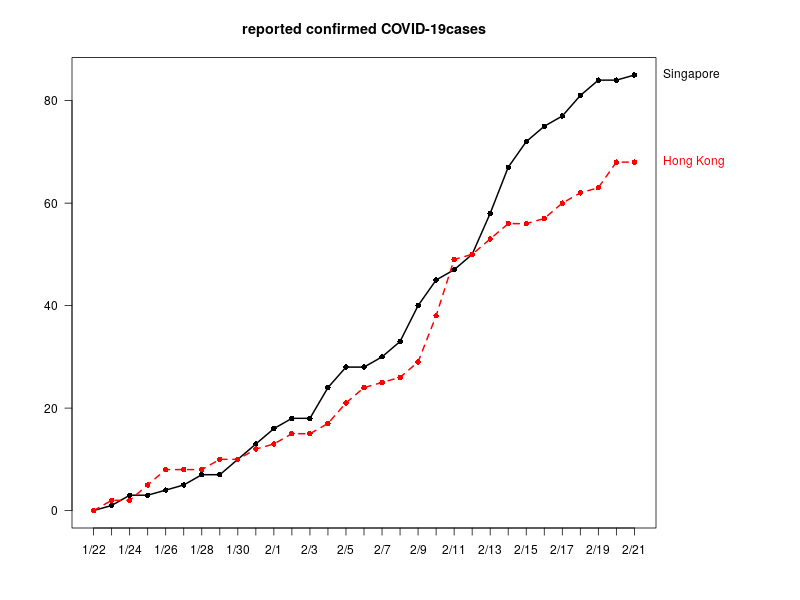 reported confirmed COVID-19cases
Singapore
Hong Kong
80
60
40
20
0
1/22 1/24 1/26 1/28 1/30 2/1 2/3 2/5 2/7 2/9 2/11 2/13 2/15 2/17 2/19 2/21